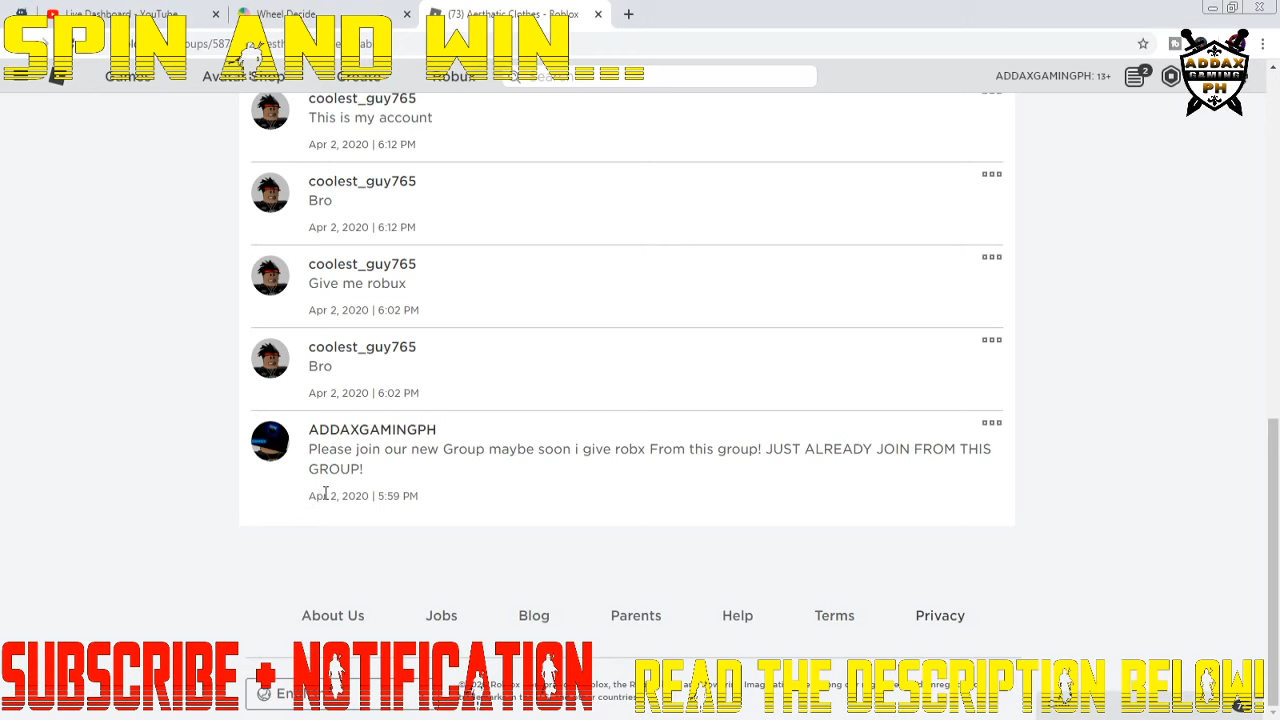 Live Dashboard - YouTube
Wheel Decide
(73) Aesthatic Clothes - Roblox
SPIN AND WIN....
Games
Avatar Shop
Create
Robux
Search
ADDAXGAMINGPH: 13+
2
ADDAX
GAMING
PH
coolest_guy765
This is my account
Apr 2, 2020 | 6:12 PM
coolest_guy765
Bro
Apr 2, 2020 | 6:12 PM
coolest_guy765
Give me robux
Apr 2, 2020 | 6:02 PM
coolest_guy765
Bro
Apr 2, 2020 | 6:02 PM
ADDAXGAMINGPH
Please join our new Group maybe soon i give robx From this group! JUST ALREADY JOIN FROM THIS
GROUP!
Apr 2, 2020 | 5:59 PM
About Us
Jobs
Blog
Parents
Help
Terms
Privacy
SUBSCRIBE + NOTIFICATION
READ THE DESCRIPTION BELOW!